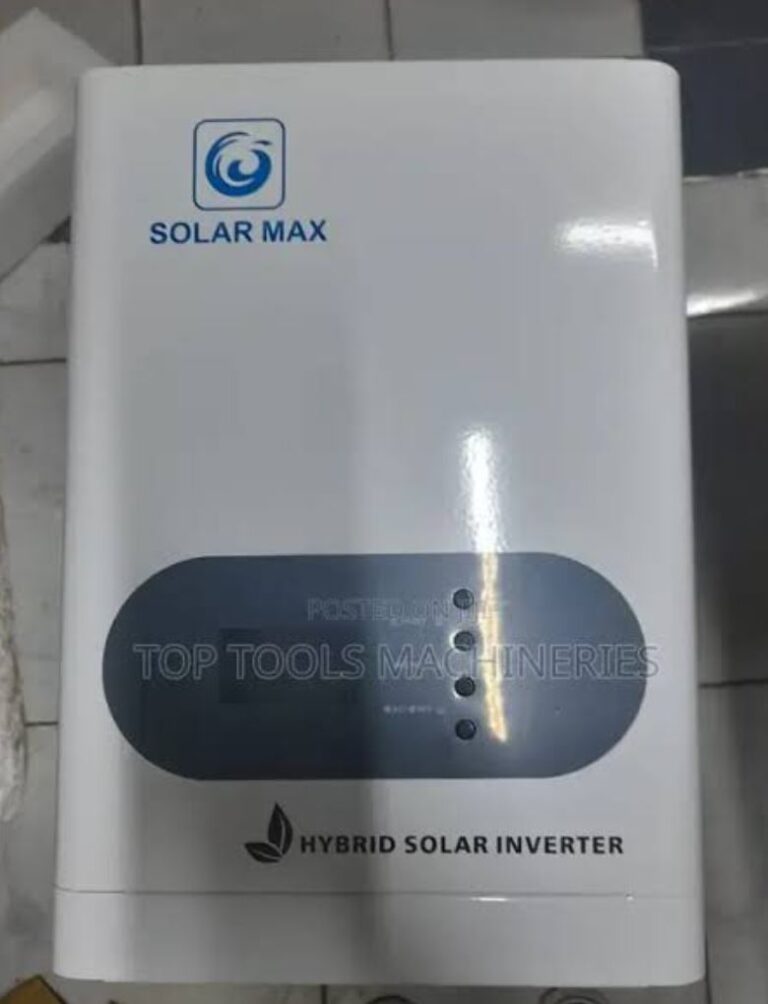 SOLAR MAX
POSTED ON
TOP TOOLS MACHINERIES
HYBRID SOLAR INVERTER